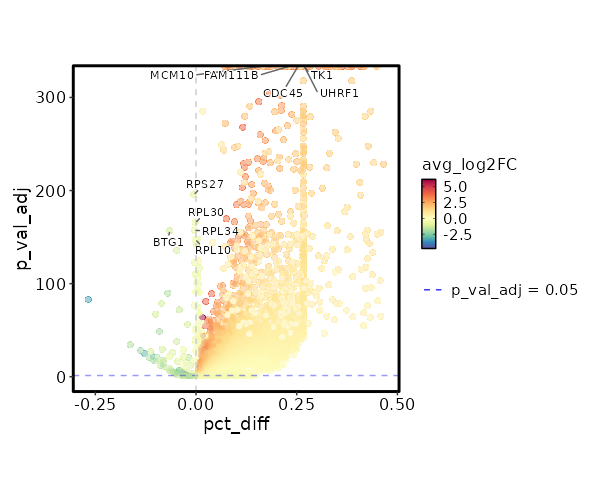 MCM10 FAM111B TK1
CDC45 UHRF1
RPS27
RPL30
RPL34
BTG1
RPL10
300
200
100
0
p_val_adj
-0.25 0.00 0.25 0.50
pct_diff
avg_log2FC
5.0
2.5
0.0
-2.5
p_val_adj = 0.05